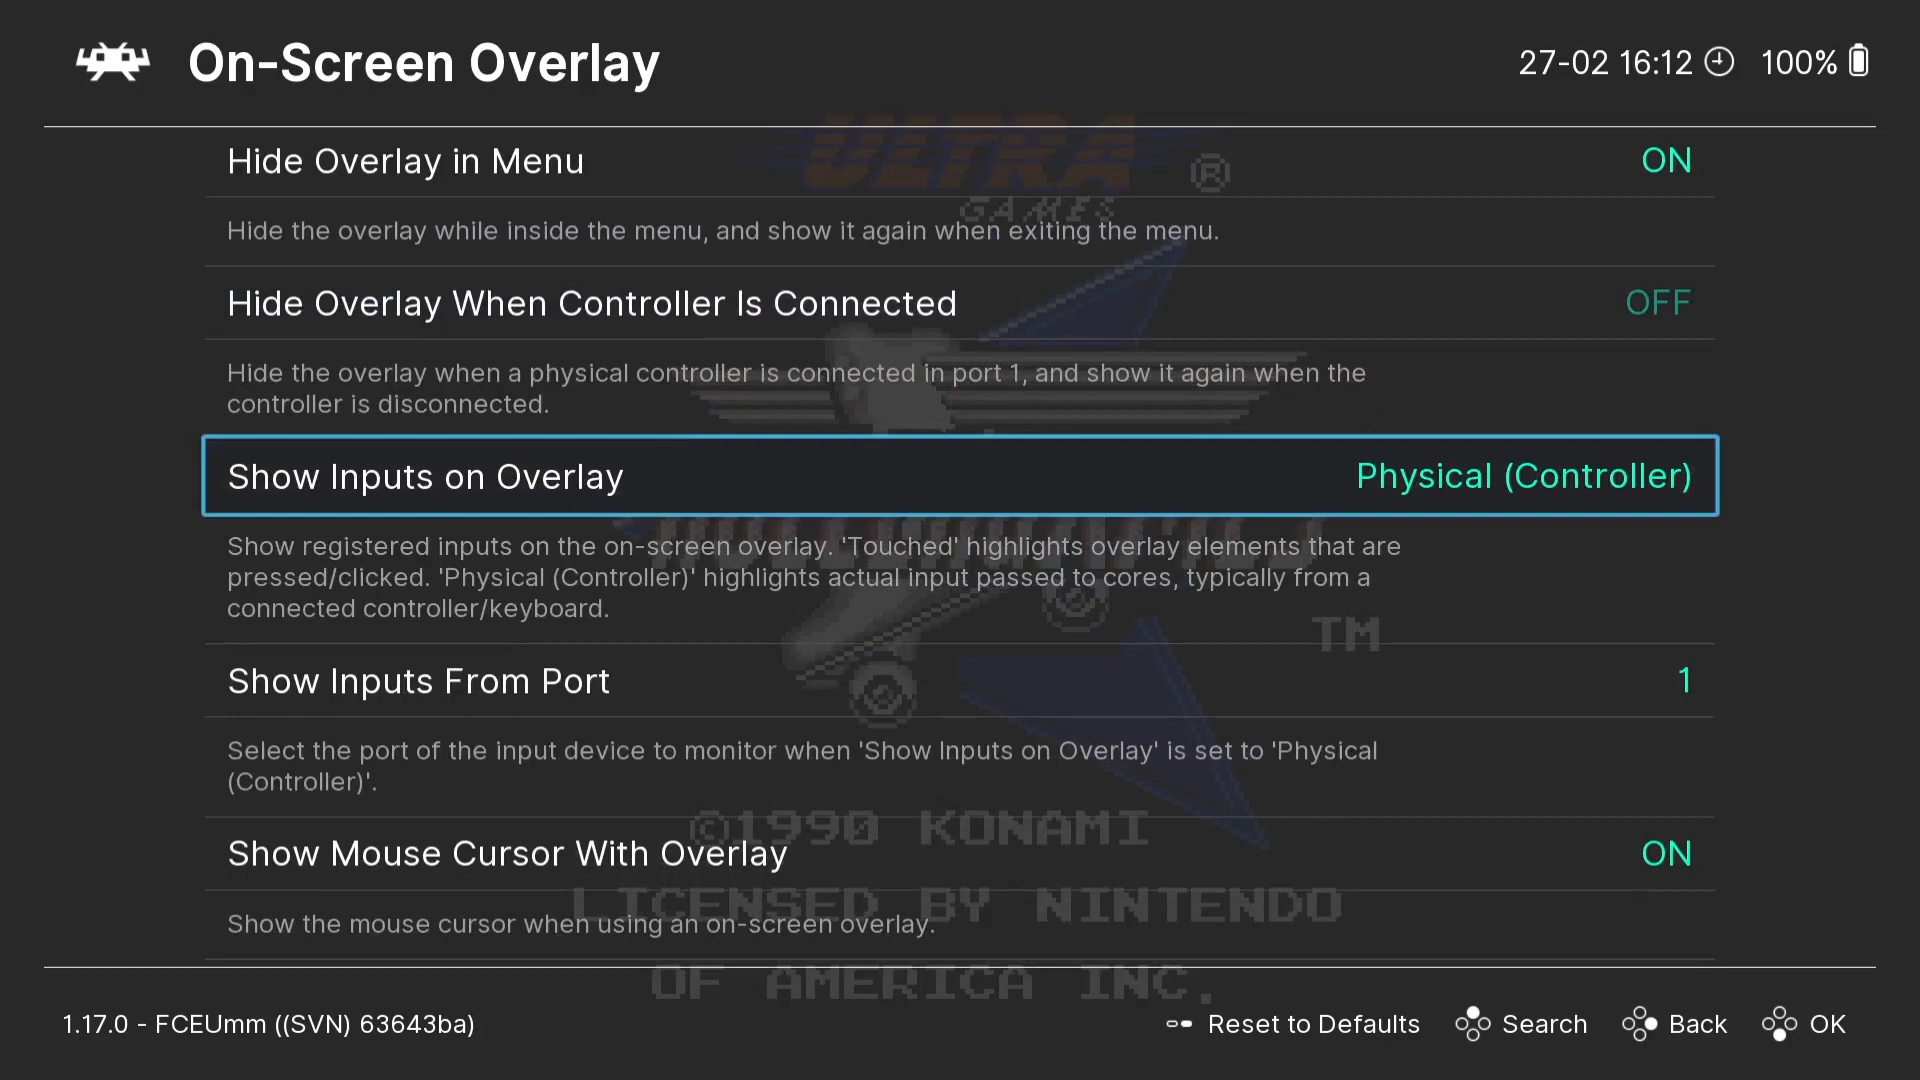 On-Screen Overlay
27-02 16:12 100%
ULTRA ®
GAMES
Hide Overlay in Menu ON
Hide the overlay while inside the menu, and show it again when exiting the menu.
Hide Overlay When Controller Is Connected OFF
Hide the overlay when a physical controller is connected in port 1, and show it again when the
controller is disconnected.
Show Inputs on Overlay Physical (Controller)
Show registered inputs on the on-screen overlay. 'Touched' highlights overlay elements that are
pressed/clicked. 'Physical (Controller)' highlights actual input passed to cores, typically from a
connected controller/keyboard.
TM
Show Inputs From Port 1
Select the port of the input device to monitor when 'Show Inputs on Overlay' is set to 'Physical
(Controller)'.
©1990 KONAMI
Show Mouse Cursor With Overlay ON
LICENSED BY NINTENDO
Show the mouse cursor when using an on-screen overlay.
OF AMERICA INC.
1.17.0 - FCEUmm ((SVN) 63643ba) Reset to Defaults Search Back OK